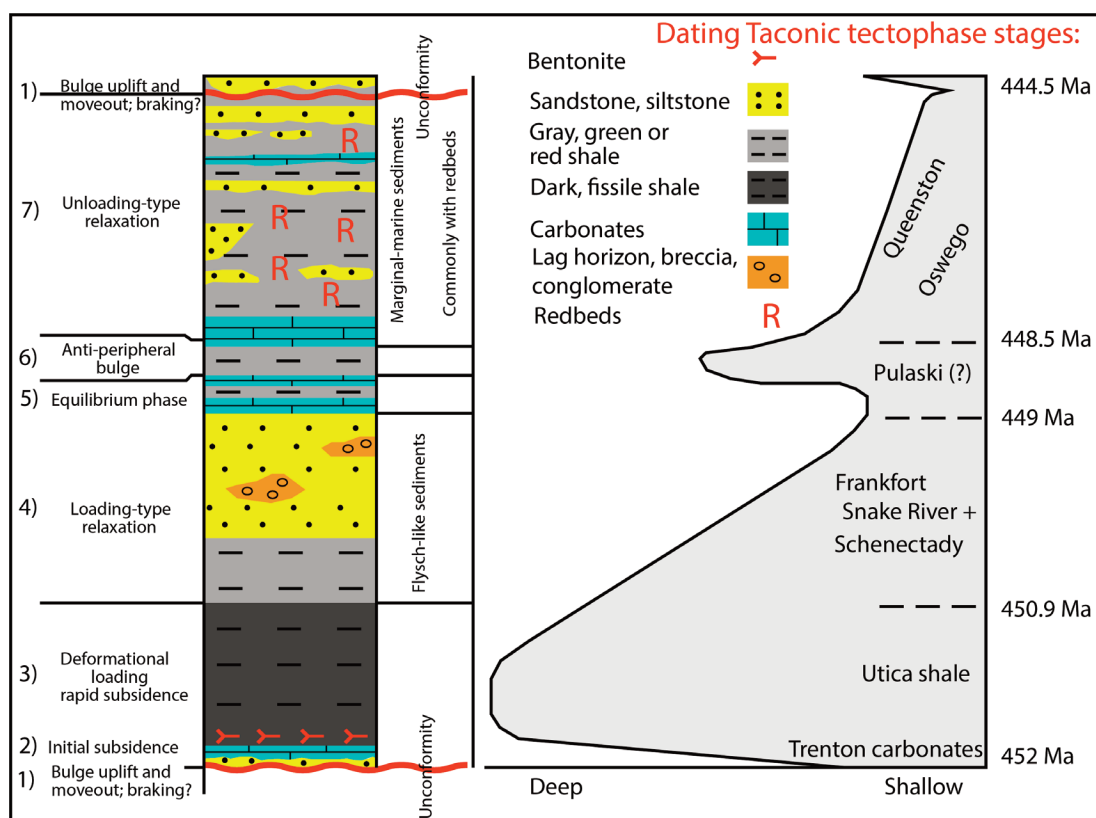 Dating Taconic tectophase stages:
1)
Bulge uplift and
moveout; braking?
7)
Unloading-type
relaxation
6)
Anti-peripheral
bulge
5)
Equilibrium phase
4)
Loading-type
relaxation
3)
Deformational
loading
rapid subsidence
2)
Initial subsidence
1)
Bulge uplift and
moveout; braking?
R
R
R
R
R
Unconformity
Marginal-marine sediments
Commonly with redbeds
Flysch-like sediments
Unconformity
Bentonite
Sandstone, siltstone
Gray, green or
red shale
Dark, fissile shale
Carbonates
Lag horizon, breccia,
conglomerate
Redbeds
R
Queenston
Oswego
Pulaski (?)
Frankfort
Snake River +
Schenectady
Utica shale
Trenton carbonates
444.5 Ma
448.5 Ma
449 Ma
450.9 Ma
452 Ma
Deep
Shallow